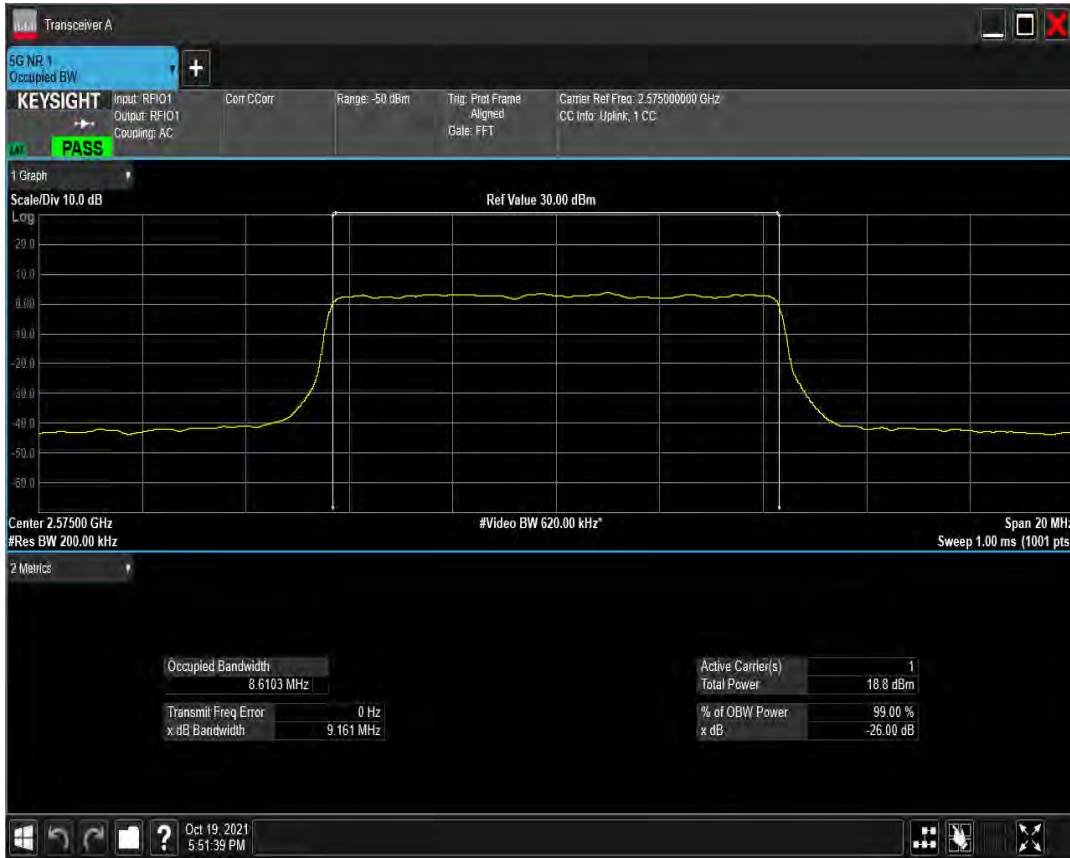 Transceiver A
5G NR 1
Occupied BW
+
KEYSIGHT
Input: RFIO1
Output: RFIO1
Coupling: AC
Corr CCorr
Range: -50 dBm
Trig: Prot Frame
Aligned
Gate: FFT
Carrier Ref Freq: 2.575000000 GHz
CC Info: Uplink, 1 CC
PASS
1 Graph
Scale/Div 10.0 dB
Ref Value 30.00 dBm
Log
20.0
10.0
0.00
-10.0
-20.0
-30.0
-40.0
-50.0
-60.0
Center 2.57500 GHz
#Video BW 620.00 kHz*
Span 20 MHz
#Res BW 200.00 kHz
Sweep 1.00 ms (1001 pts
2 Metrics
Occupied Bandwidth
8.6103 MHz
Transmit Freq Error 0 Hz
x dB Bandwidth 9.161 MHz
Active Carrier(s) 1
Total Power 18.8 dBm
% of OBW Power 99.00 %
x dB -26.00 dB
?
Oct 19, 2021
5:51:39 PM